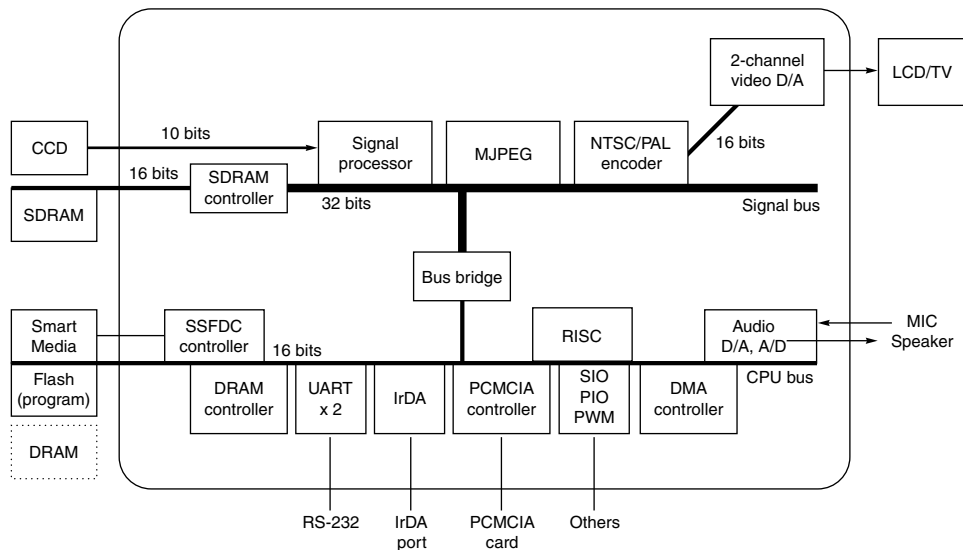 2-channel
video D/A
LCD/TV
CCD
10 bits
Signal
processor
MJPEG
NTSC/PAL
encoder
16 bits
16 bits
SDRAM
controller
SDRAM
32 bits
Signal bus
Bus bridge
Smart
Media
SSFDC
controller
16 bits
RISC
Audio
D/A, A/D
MIC
Speaker
CPU bus
Flash
(program)
DRAM
controller
UART
x 2
IrDA
PCMCIA
controller
SIO
PIO
PWM
DMA
controller
DRAM
RS-232
IrDA
port
PCMCIA
card
Others